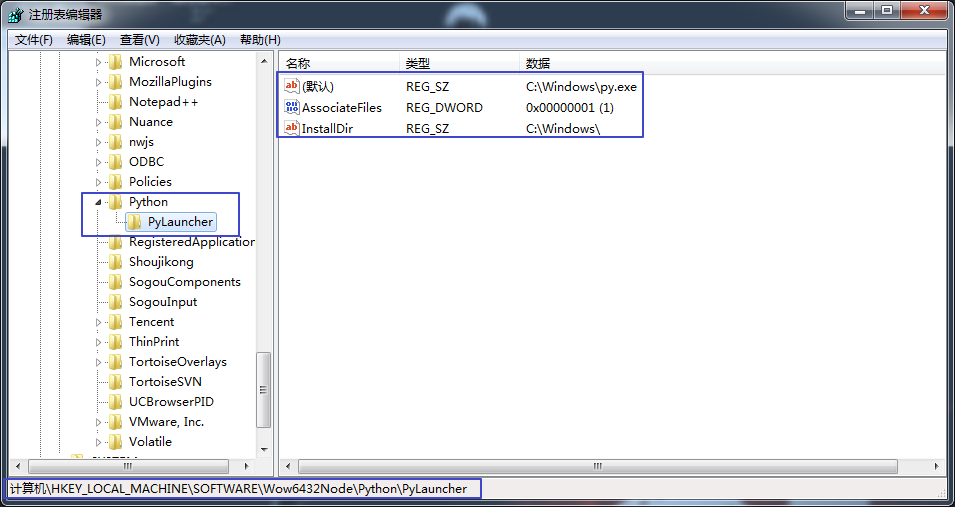 注册表编辑器
文件(F) 编辑(E) 查看(V) 收藏夹(A) 帮助(H)
Microsoft
MozillaPlugins
Notepad++
Nuance
nwjs
ODBC
Policies
Python
PyLauncher
RegisteredApplication
Shoujikong
SogouComponents
SogouInput
Tencent
ThinPrint
TortoiseOverlays
TortoiseSVN
UCBrowserPID
VMware, Inc.
Volatile
名称 类型 数据
(默认) REG_SZ C:\Windows\py.exe
AssociateFiles REG_DWORD 0x00000001 (1)
InstallDir REG_SZ C:\Windows\
计算机\HKEY_LOCAL_MACHINE\SOFTWARE\Wow6432Node\Python\PyLauncher